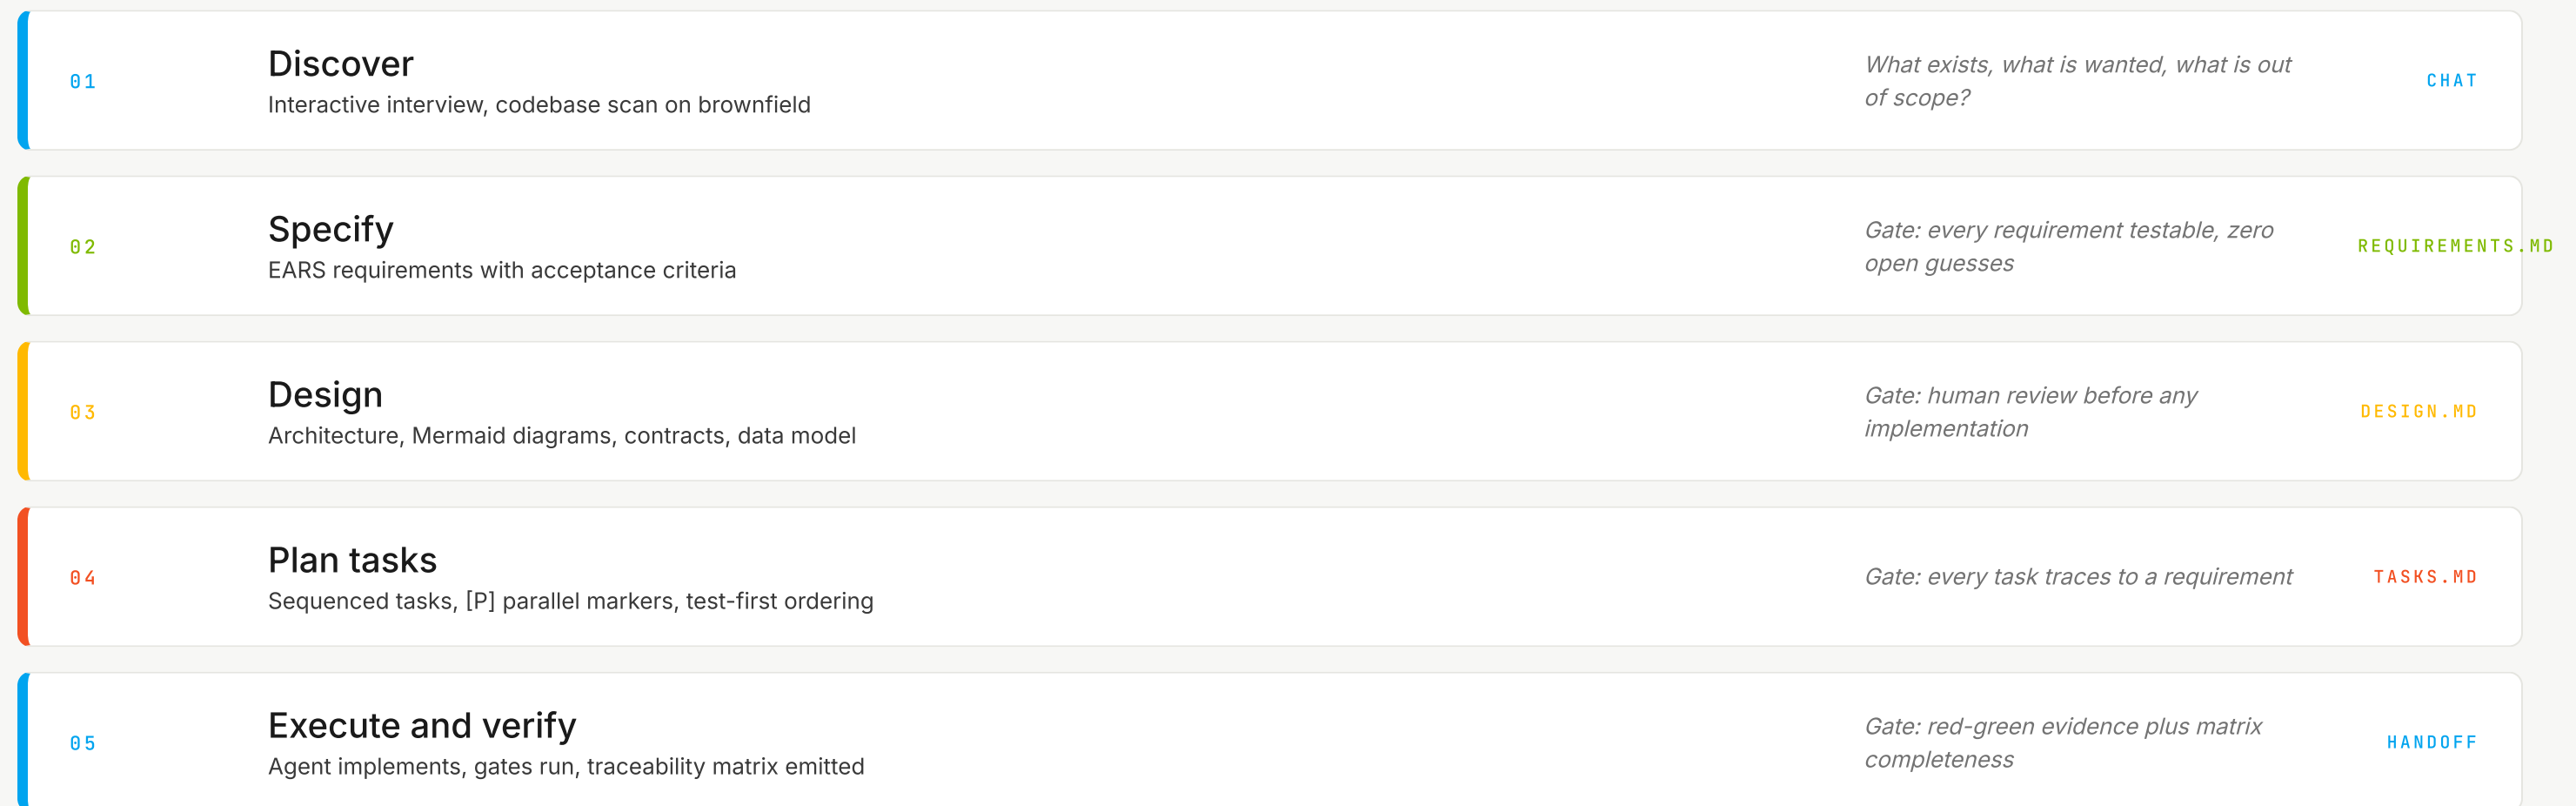 01
Discover
Interactive interview, codebase scan on brownfield
What exists, what is wanted, what is out
of scope?
CHAT
02
Specify
EARS requirements with acceptance criteria
Gate: every requirement testable, zero
open guesses
REQUIREMENTS.MD
03
Design
Architecture, Mermaid diagrams, contracts, data model
Gate: human review before any
implementation
DESIGN.MD
04
Plan tasks
Sequenced tasks, [P] parallel markers, test-first ordering
Gate: every task traces to a requirement
TASKS.MD
05
Execute and verify
Agent implements, gates run, traceability matrix emitted
Gate: red-green evidence plus matrix
completeness
HANDOFF